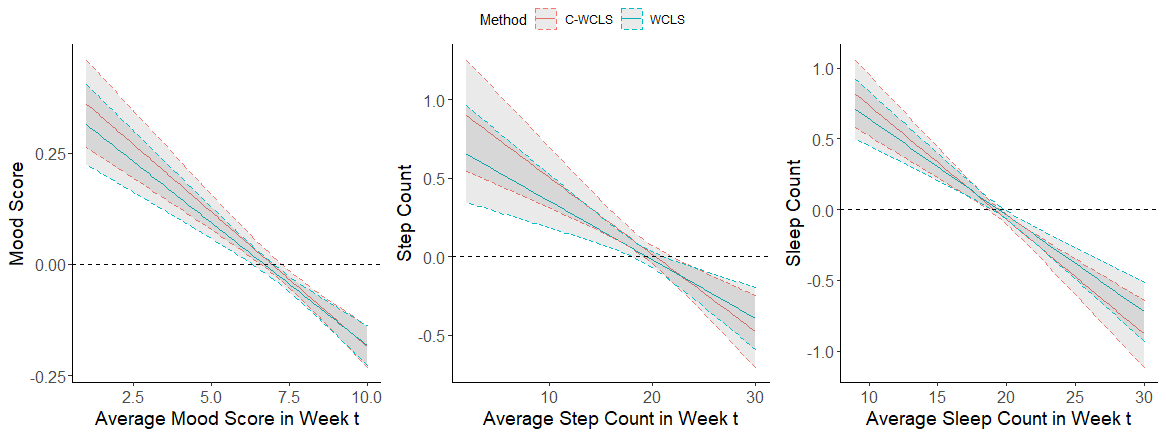 Method C-WCLS WCLS
Mood Score
0.25
0.00
-0.25
2.5 5.0 7.5 10.0
Average Mood Score in Week t
Step Count
1.0
0.5
0.0
-0.5
10 20 30
Average Step Count in Week t
Sleep Count
1.0
0.5
0.0
-0.5
-1.0
10 15 20 25 30
Average Sleep Count in Week t